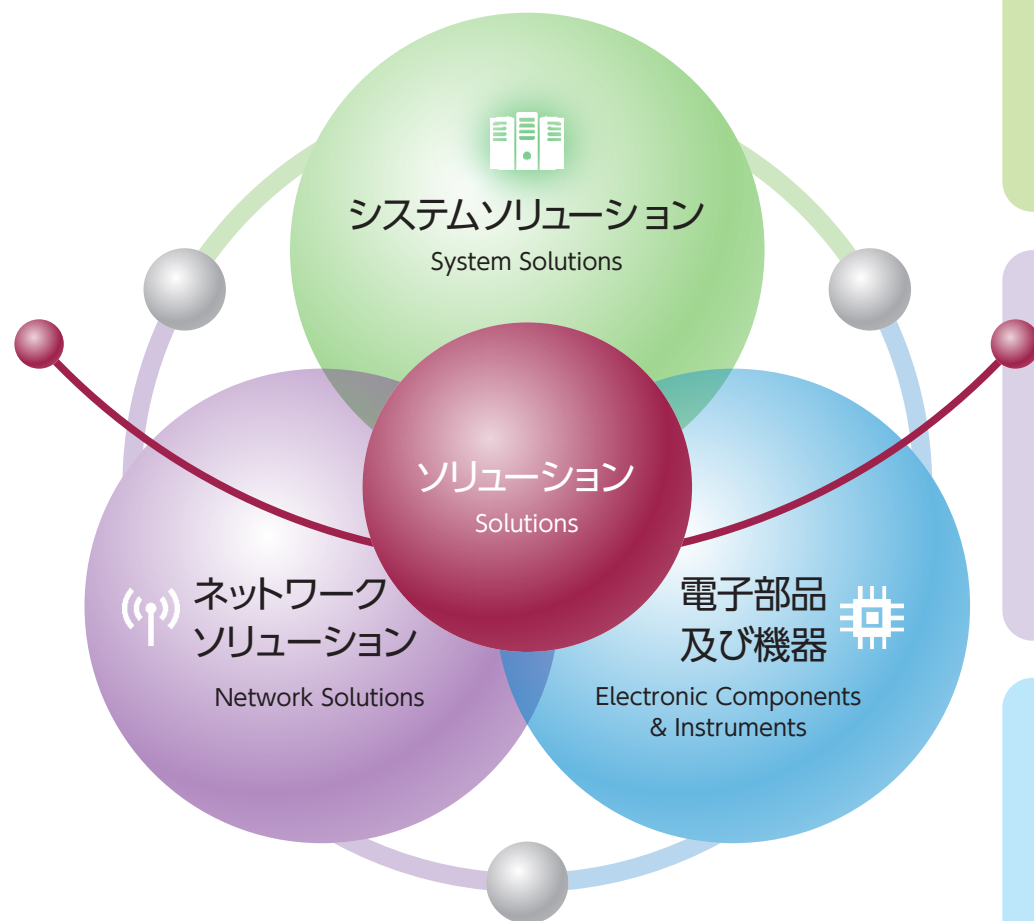 システムソリューション
System Solutions
ソリューション
Solutions
ネットワーク
ソリューション
Network Solutions
電子部品
及び機器
Electronic Components
& Instruments